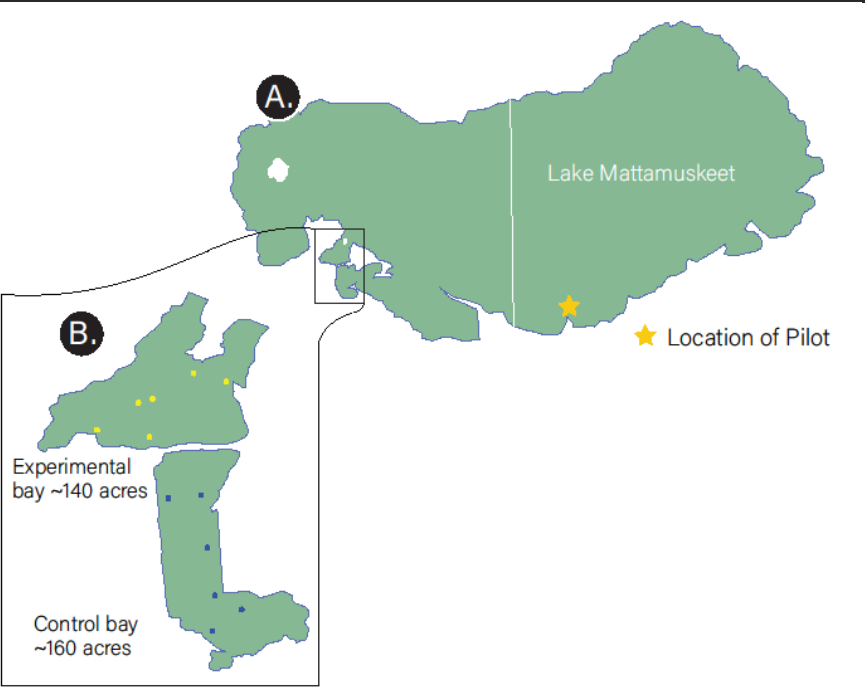 A.
Lake Mattamuskeet
Location of Pilot
B.
Experimental
bay ~140 acres
Control bay
~160 acres